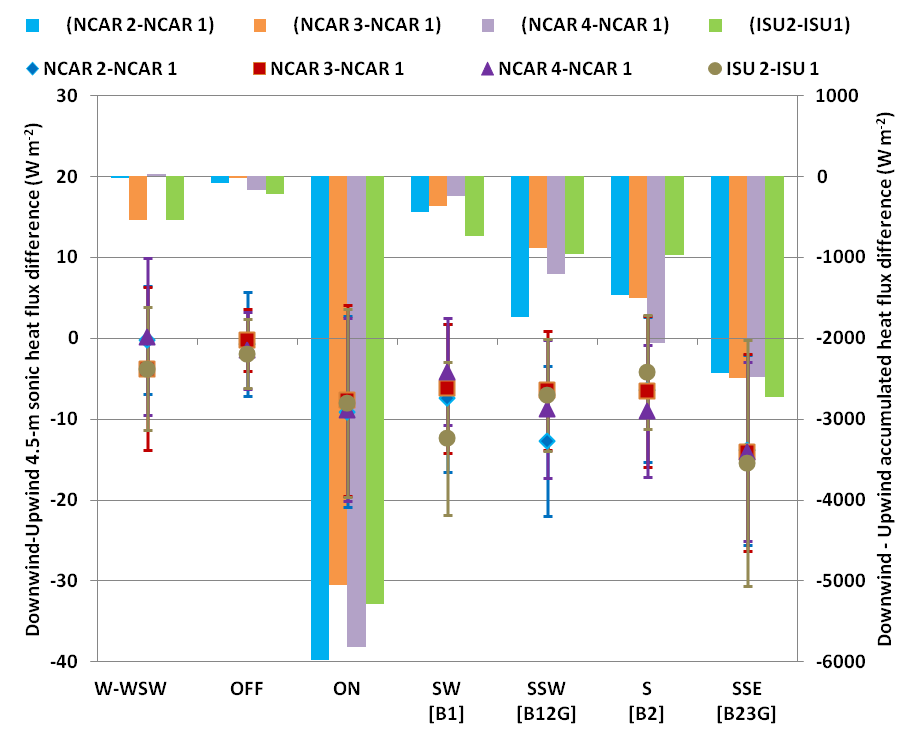 (NCAR 2-NCAR 1) (NCAR 3-NCAR 1) (NCAR 4-NCAR 1) (ISU2-ISU1)
NCAR 2-NCAR 1 NCAR 3-NCAR 1 NCAR 4-NCAR 1 ISU 2-ISU 1
Downwind-Upwind 4.5-m sonic heat flux difference (W m-2)
30
20
10
0
-10
-20
-30
-40
1000
0
-1000
-2000
-3000
-4000
-5000
-6000
Downwind - Upwind accumulated heat flux difference (W m-2)
W-WSW OFF ON SW SSW S SSE
[B1] [B12G] [B2] [B23G]